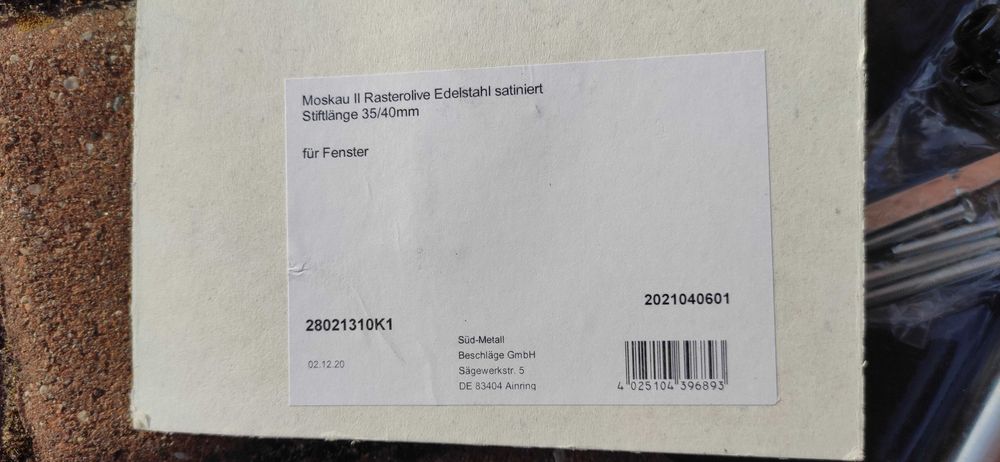 Moskau II Rasterolive Edelstahl satiniert
Stiftlänge 35/40mm
für Fenster
2021040601
28021310K1
02.12.20
Süd-Metall
Beschläge GmbH
Sägewerkstr. 5
DE 83404 Ainring
4 025104 396893